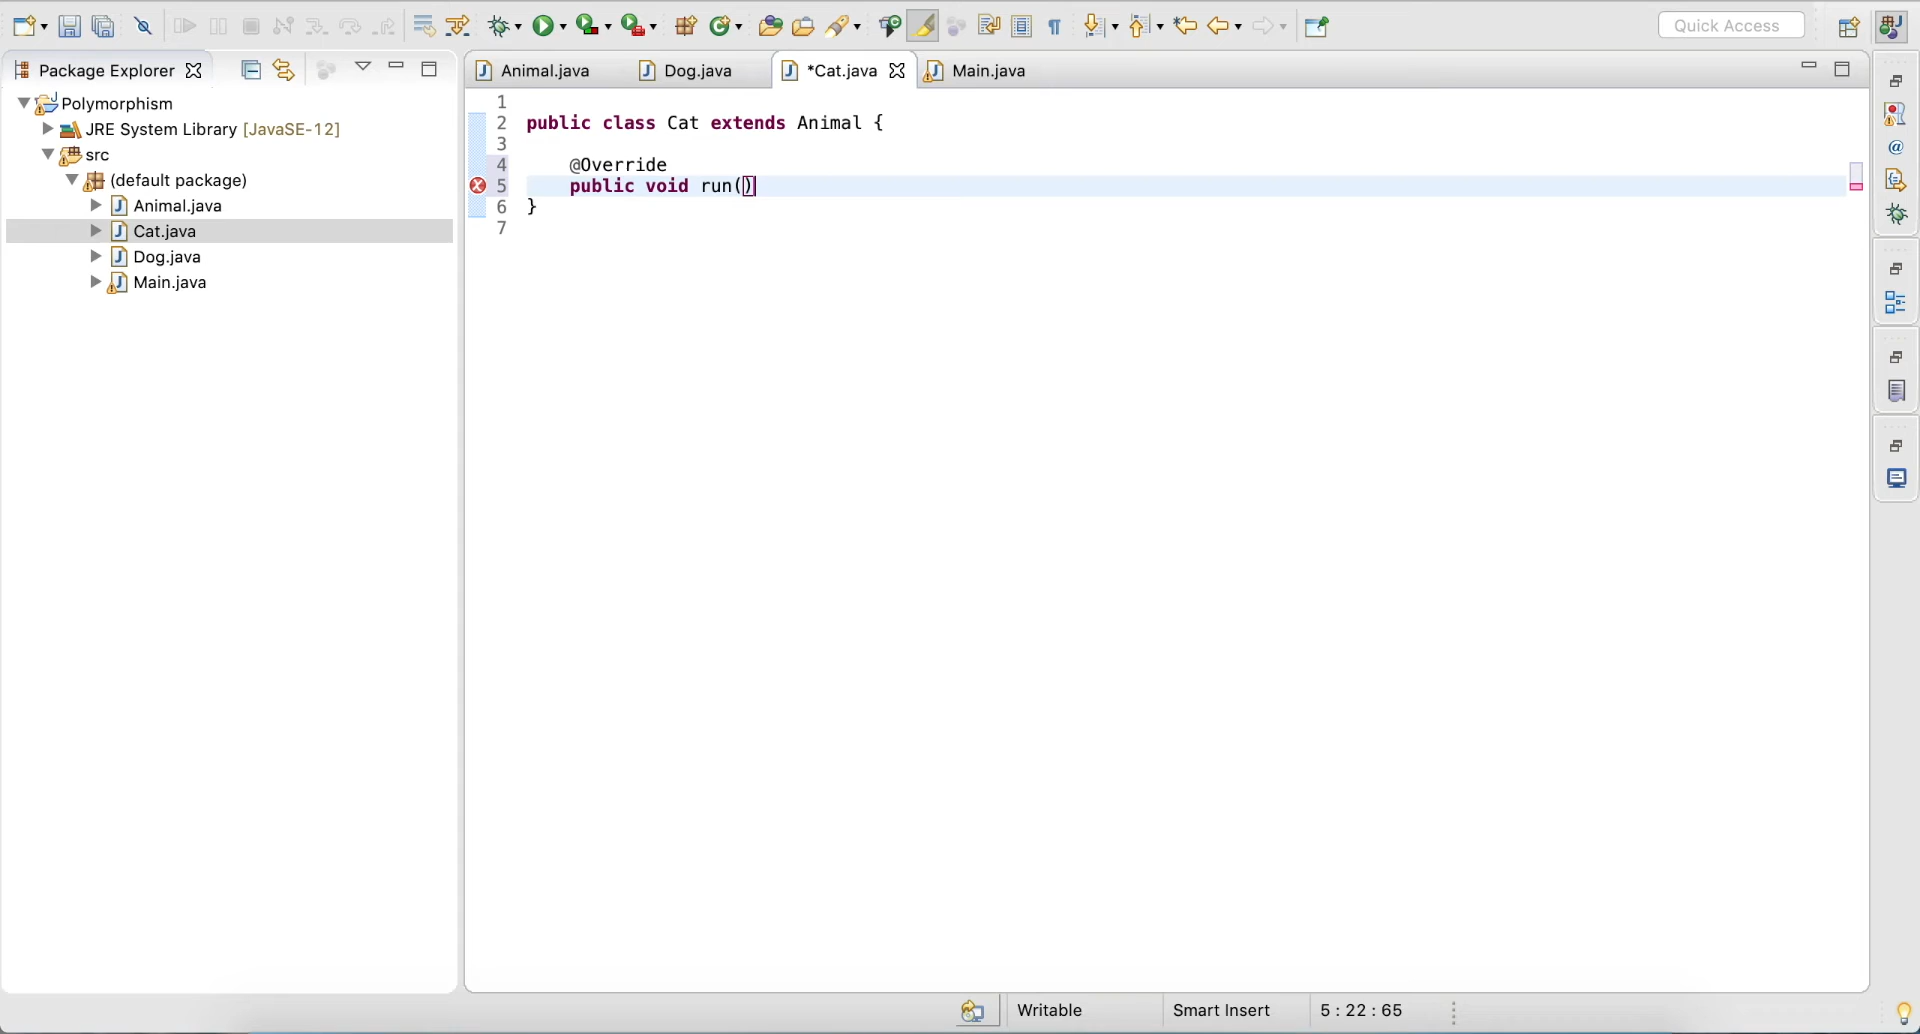 Quick Access
Package Explorer
Animal.java
Dog.java
*Cat.java
Main.java
Polymorphism
JRE System Library [JavaSE-12]
src
(default package)
Animal.java
Cat.java
Dog.java
Main.java
1
2 public class Cat extends Animal {
3
4 @Override
5 public void run()
6 }
7
Writable
Smart Insert
5 : 22 : 65